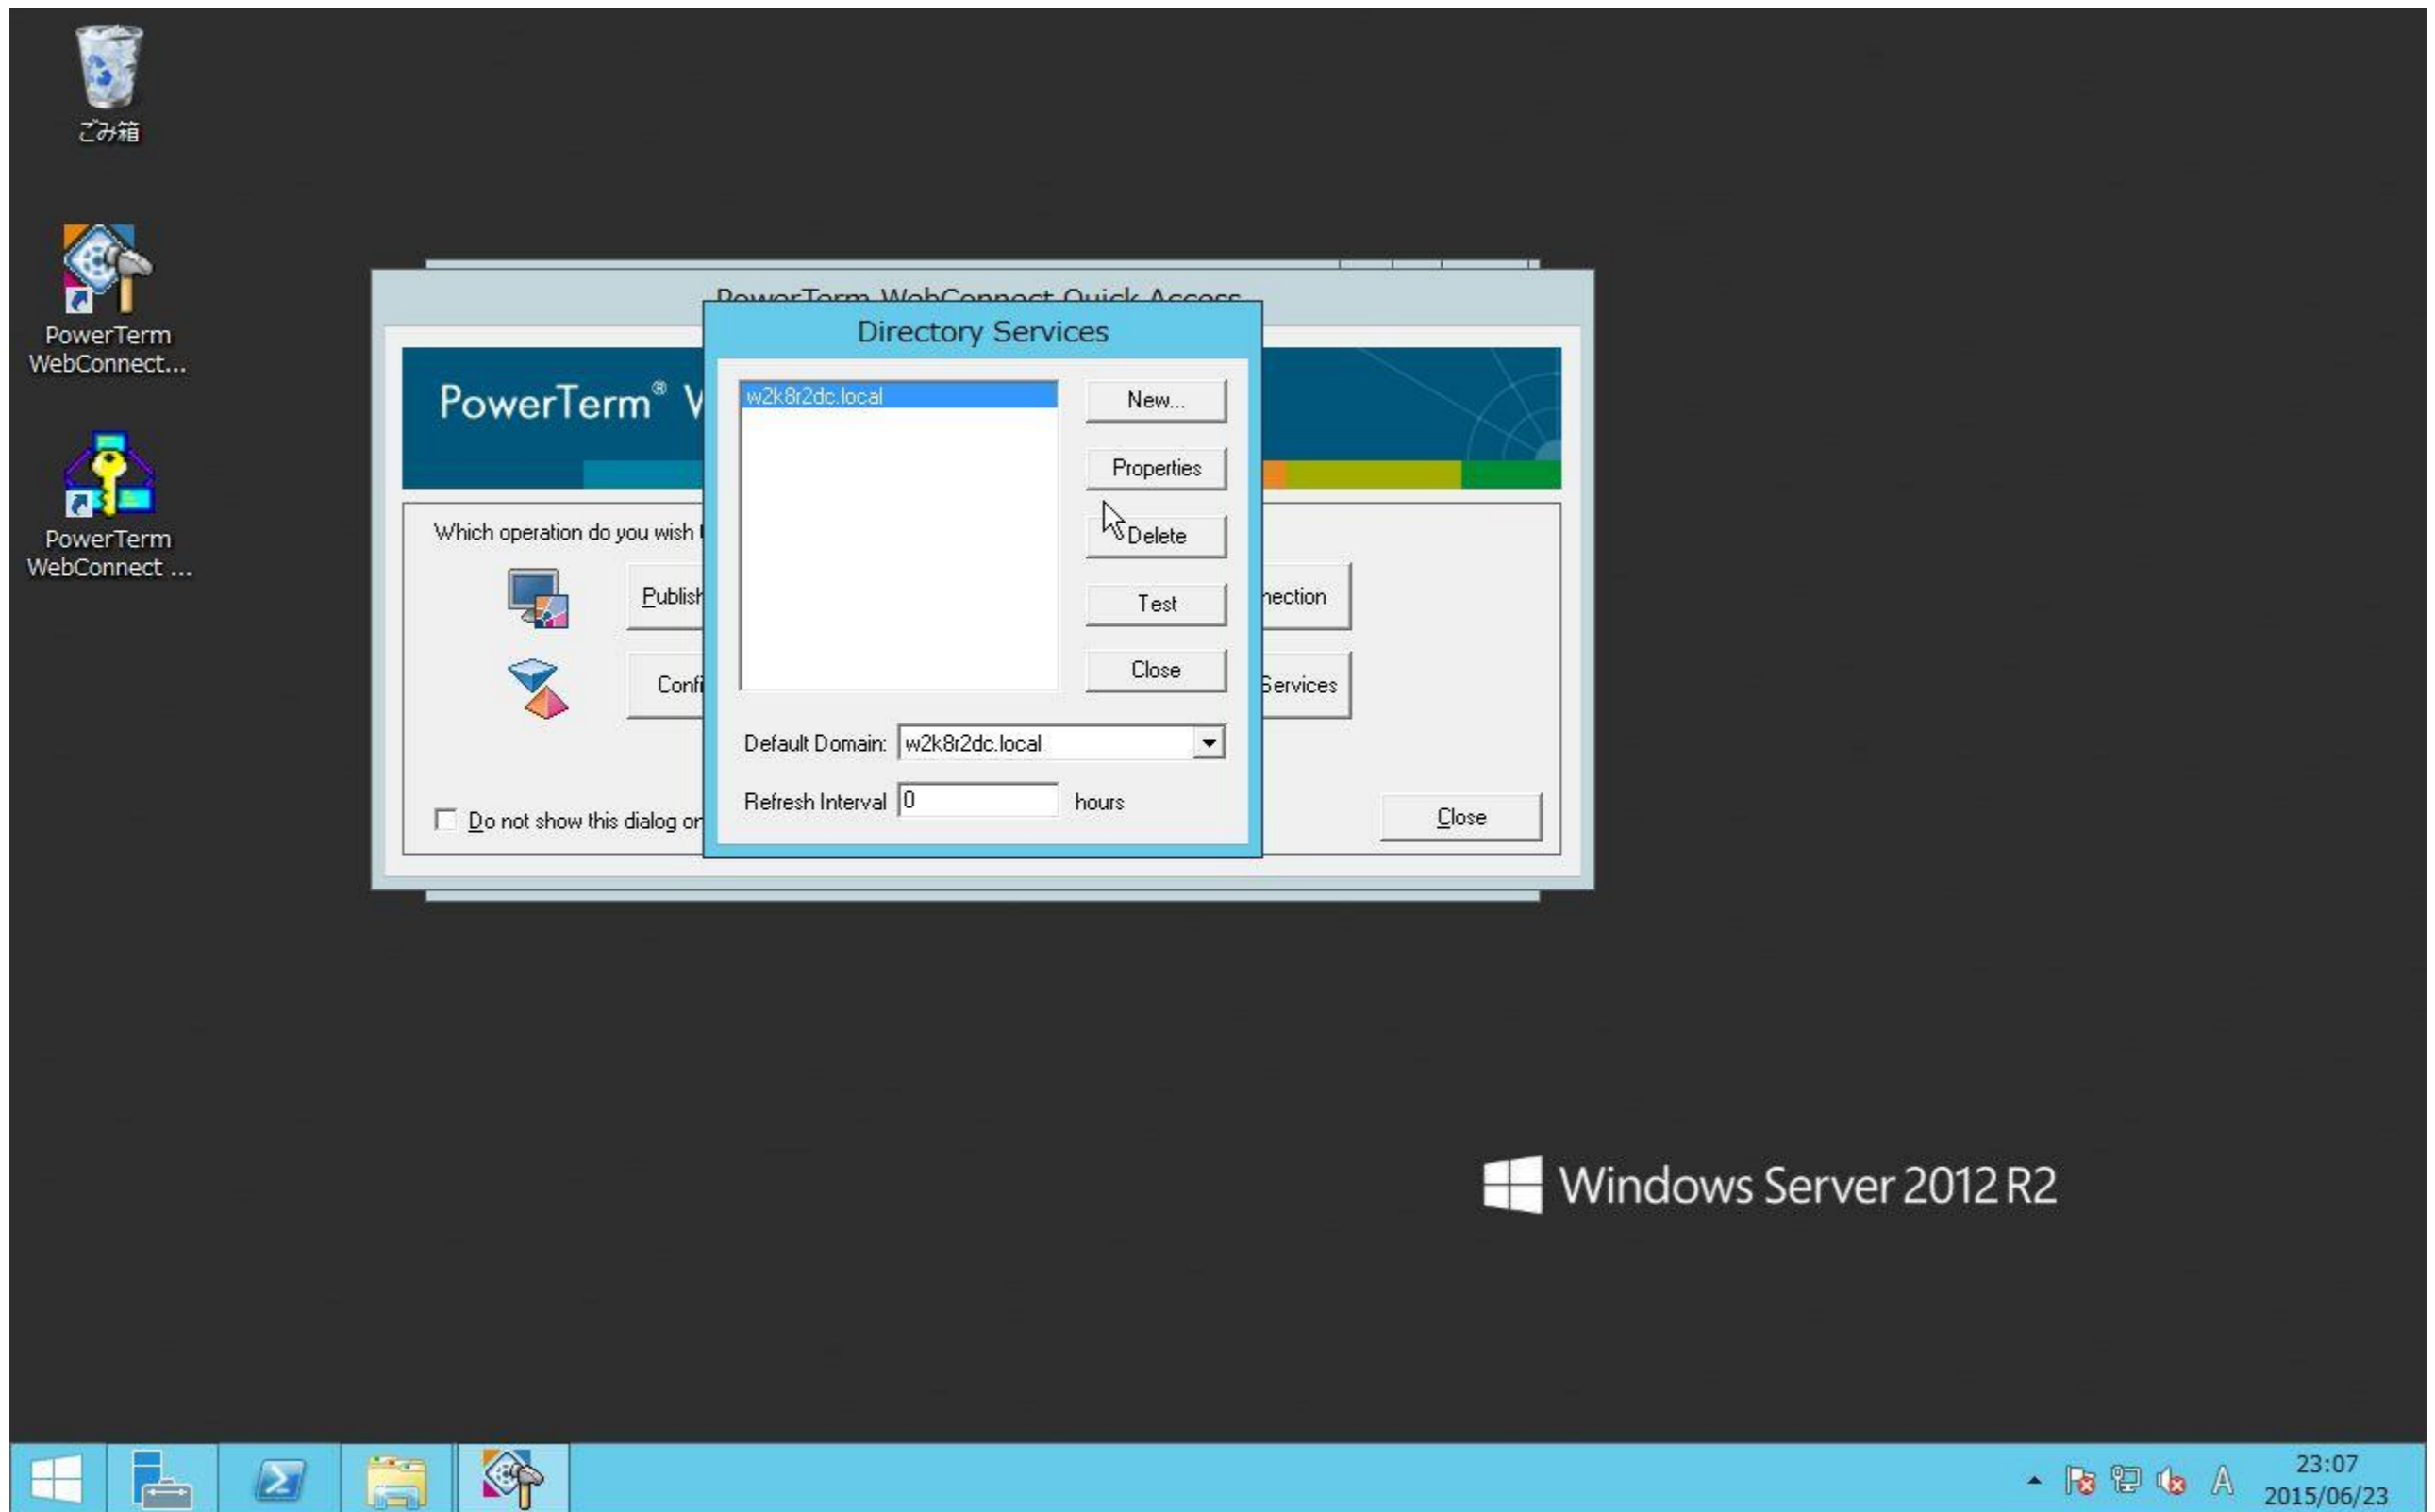 ごみ箱
PowerTerm
WebConnect...
PowerTerm
WebConnect ...
PowerTerm WebConnect Quick Access
PowerTerm®
Which operation do you wish
Publish
nection
Services
Do not show this dialog
Close
Directory Services
w2k8r2dc.local
New...
Properties
Delete
Test
Close
Default Domain: w2k8r2dc.local
Refresh Interval 0 hours
Windows Server 2012 R2
A
23:07
2015/06/23